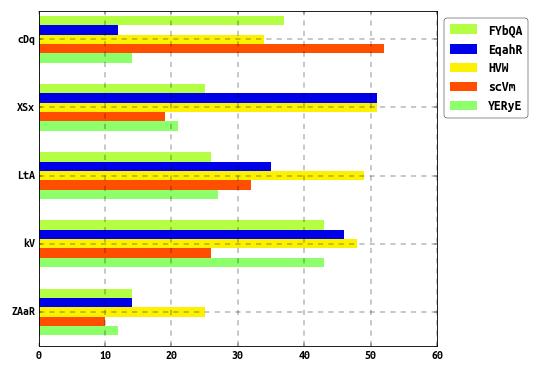 cDq
XSx
LtA
kV
ZAaR
0 10 20 30 40 50 60
FYbQA
EqahR
HVW
scVm
YERyE